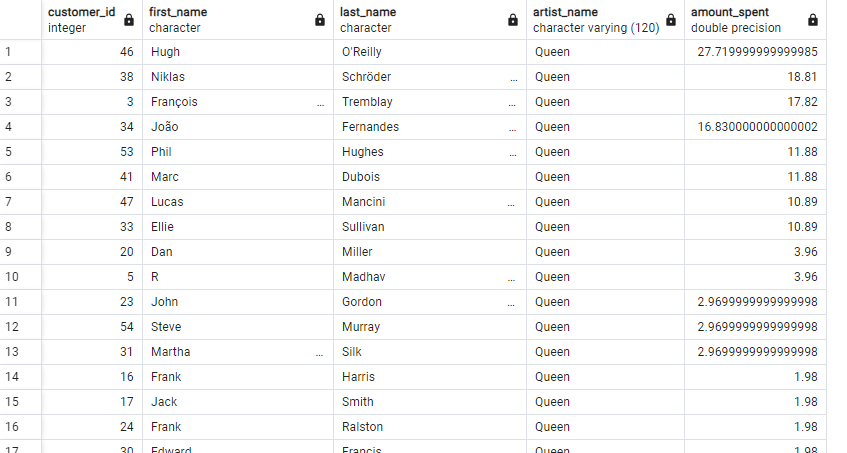 customer_id first_name last_name artist_name amount_spent
integer character character character varying (120) double precision
1 46 Hugh O'Reilly Queen 27.719999999999985
2 38 Niklas Schröder ... Queen 18.81
3 3 François ... Tremblay ... Queen 17.82
4 34 João Fernandes ... Queen 16.830000000000002
5 53 Phil Hughes ... Queen 11.88
6 41 Marc Dubois Queen 11.88
7 47 Lucas Mancini ... Queen 10.89
8 33 Ellie Sullivan Queen 10.89
9 20 Dan Miller Queen 3.96
10 5 R Madhav ... Queen 3.96
11 23 John Gordon ... Queen 2.9699999999999998
12 54 Steve Murray Queen 2.9699999999999998
13 31 Martha ... Silk Queen 2.9699999999999998
14 16 Frank Harris Queen 1.98
15 17 Jack Smith Queen 1.98
16 24 Frank Ralston Queen 1.98
17 30 Edward Francis Queen 1.98